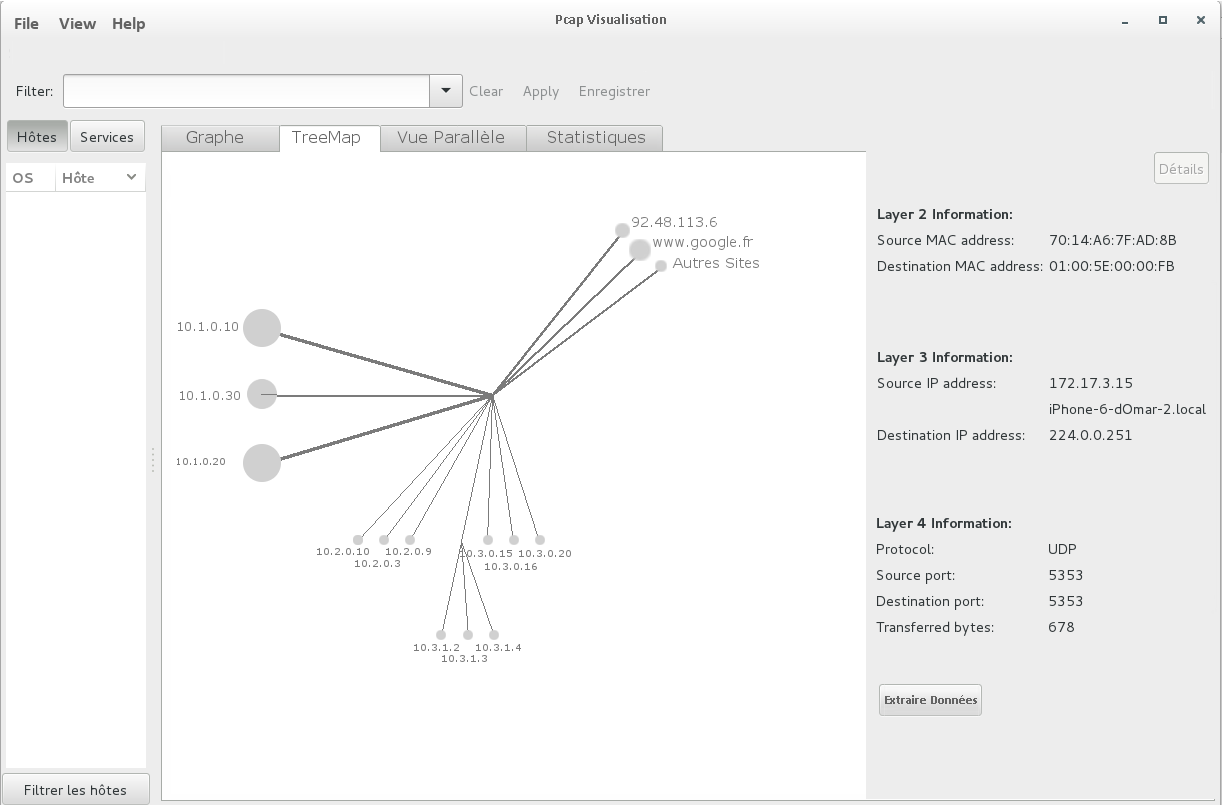 Pcap Visualisation
File View Help
Filter: Clear Apply Enregistrer
Hôtes Services
Graphe TreeMap Vue Parallèle Statistiques
OS Hôte
92.48.113.6
www.google.fr
Autres Sites
10.1.0.10
10.1.0.30
10.1.0.20
10.2.0.10 10.2.0.9 10.3.0.15 10.3.0.20
10.2.0.3 10.3.0.16
10.3.1.2 10.3.1.4
10.3.1.3
Filtrer les hôtes
Détails
Layer 2 Information:
Source MAC address: 70:14:A6:7F:AD:8B
Destination MAC address: 01:00:5E:00:00:FB
Layer 3 Information:
Source IP address: 172.17.3.15
iPhone-6-dOmar-2.local
Destination IP address: 224.0.0.251
Layer 4 Information:
Protocol: UDP
Source port: 5353
Destination port: 5353
Transferred bytes: 678
Extraire Données